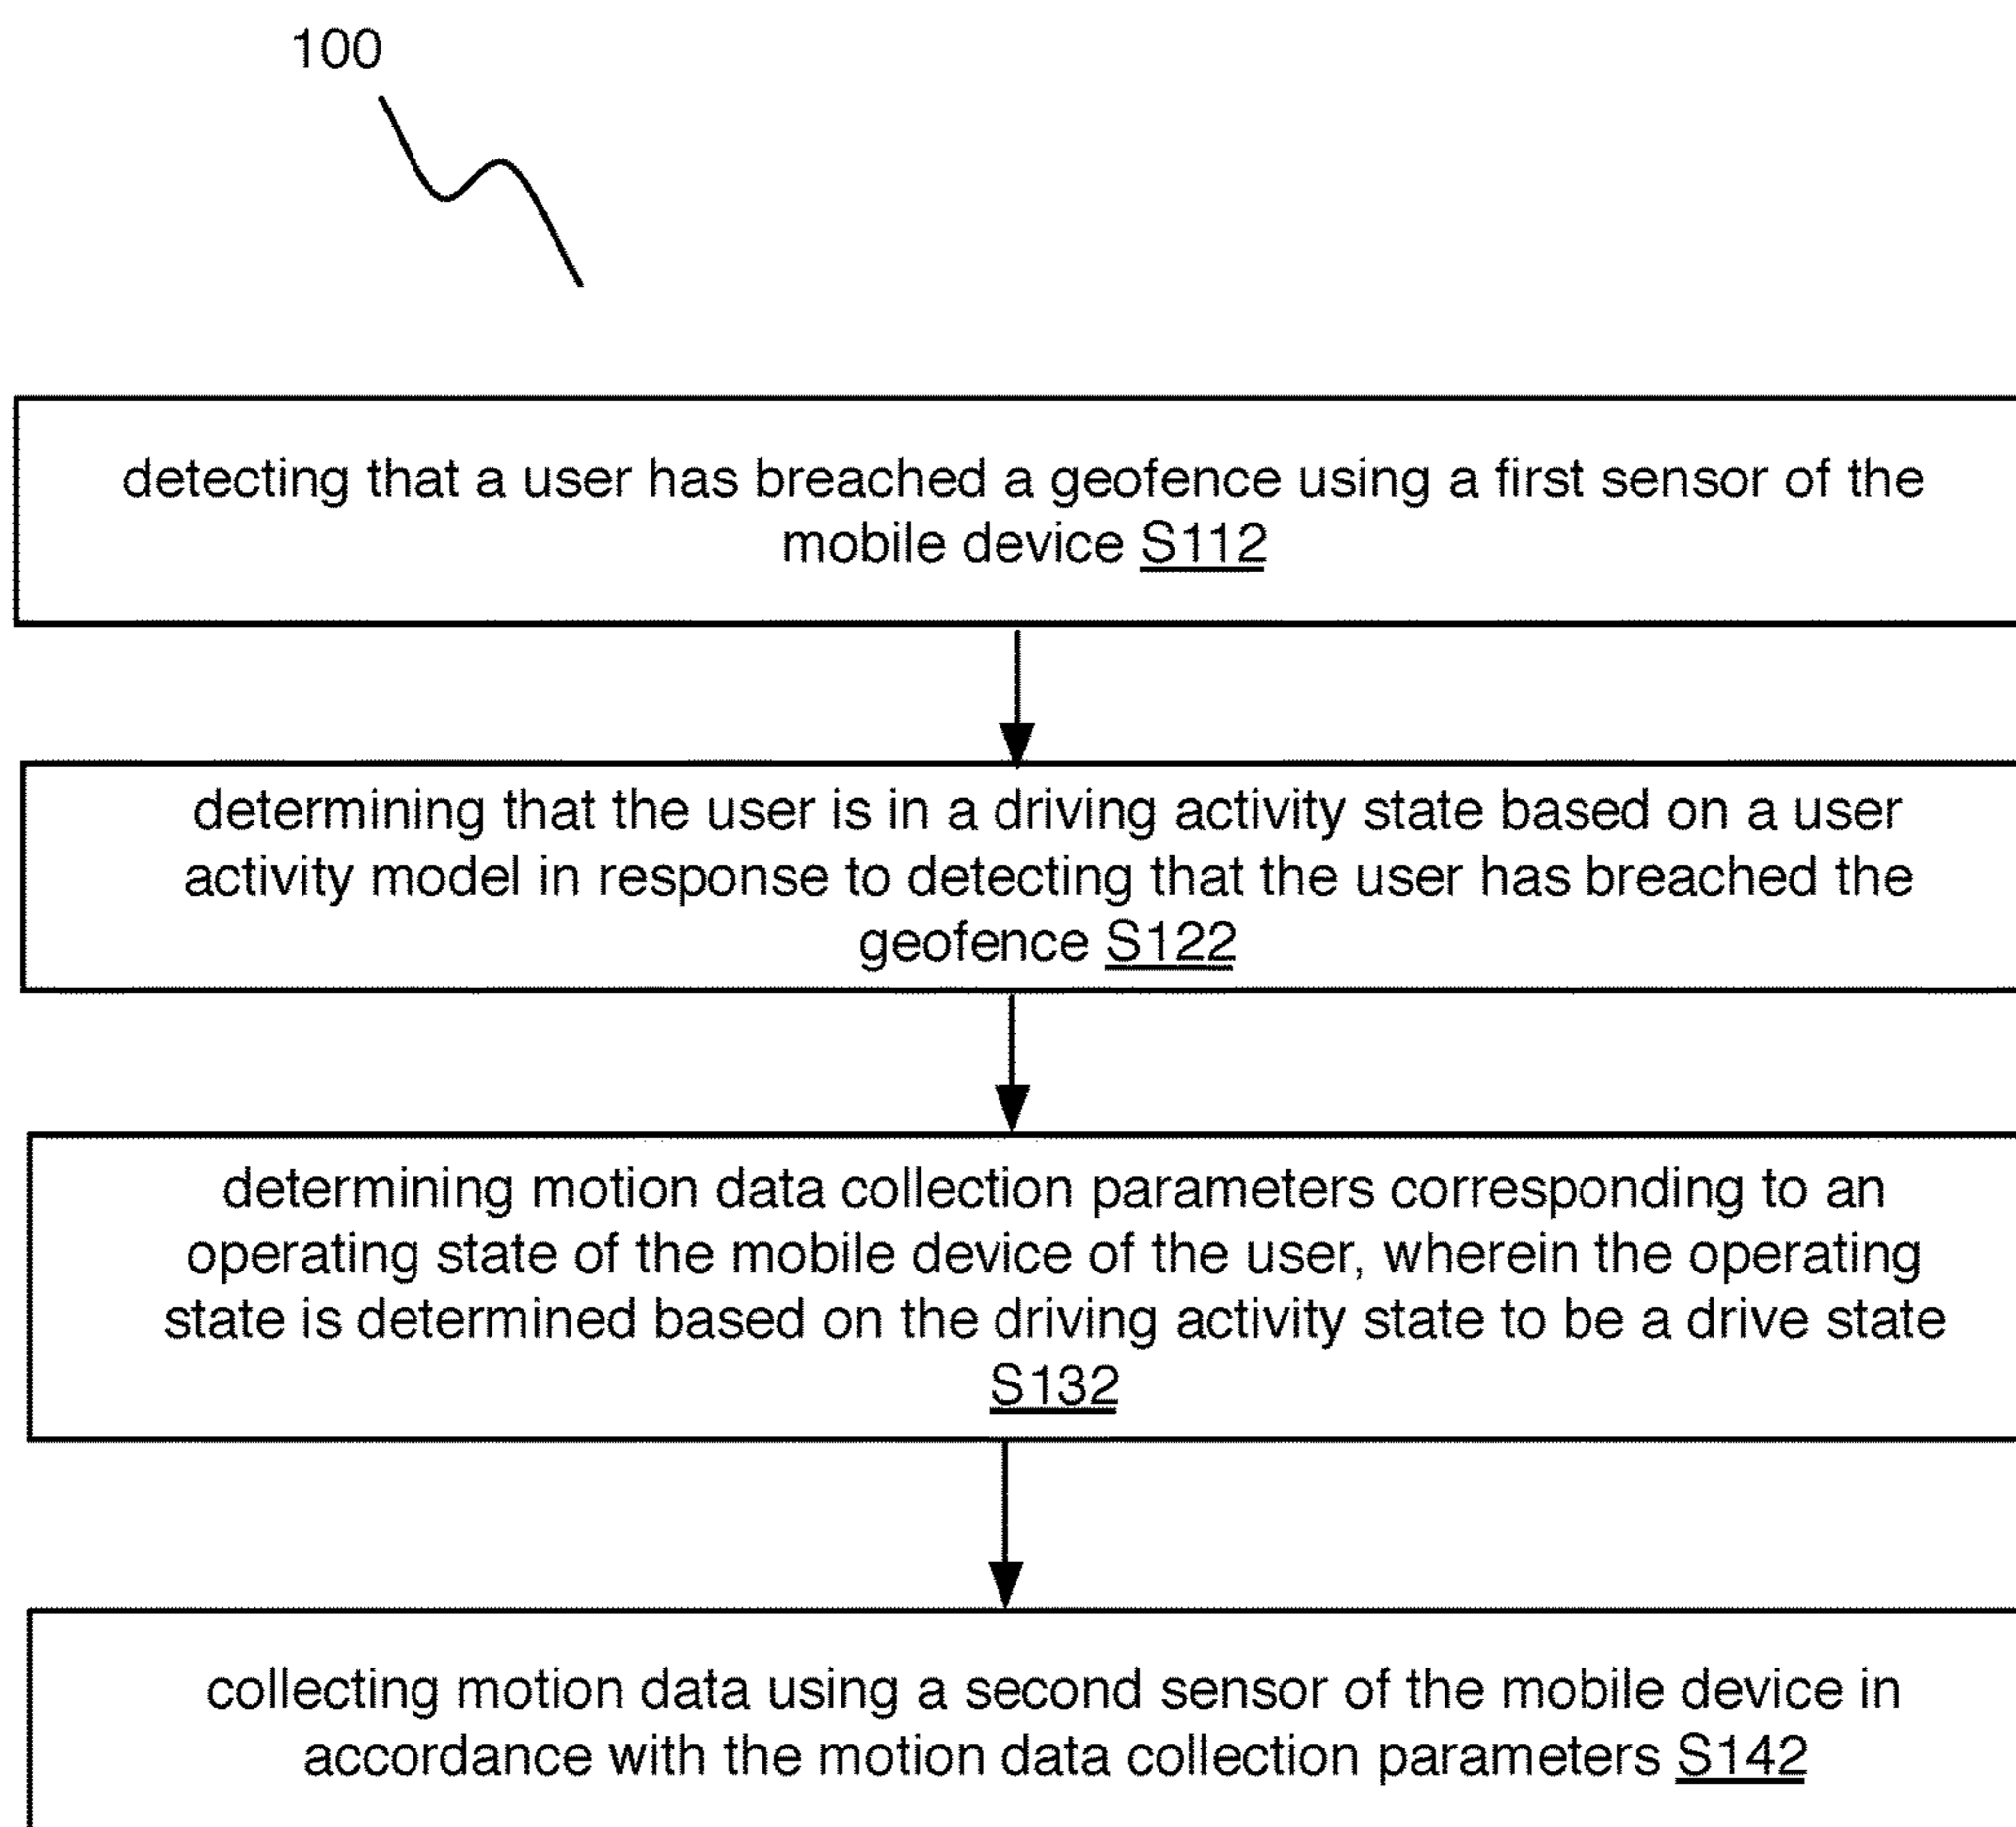 100
detecting that a user has breached a geofence using a first sensor of the
mobile device S112
determining that the user is in a driving activity state based on a user
activity model in response to detecting that the user has breached the
geofence S122
determining motion data collection parameters corresponding to an
operating state of the mobile device of the user, wherein the operating
state is determined based on the driving activity state to be a drive state
S132
collecting motion data using a second sensor of the mobile device in
accordance with the motion data collection parameters S142